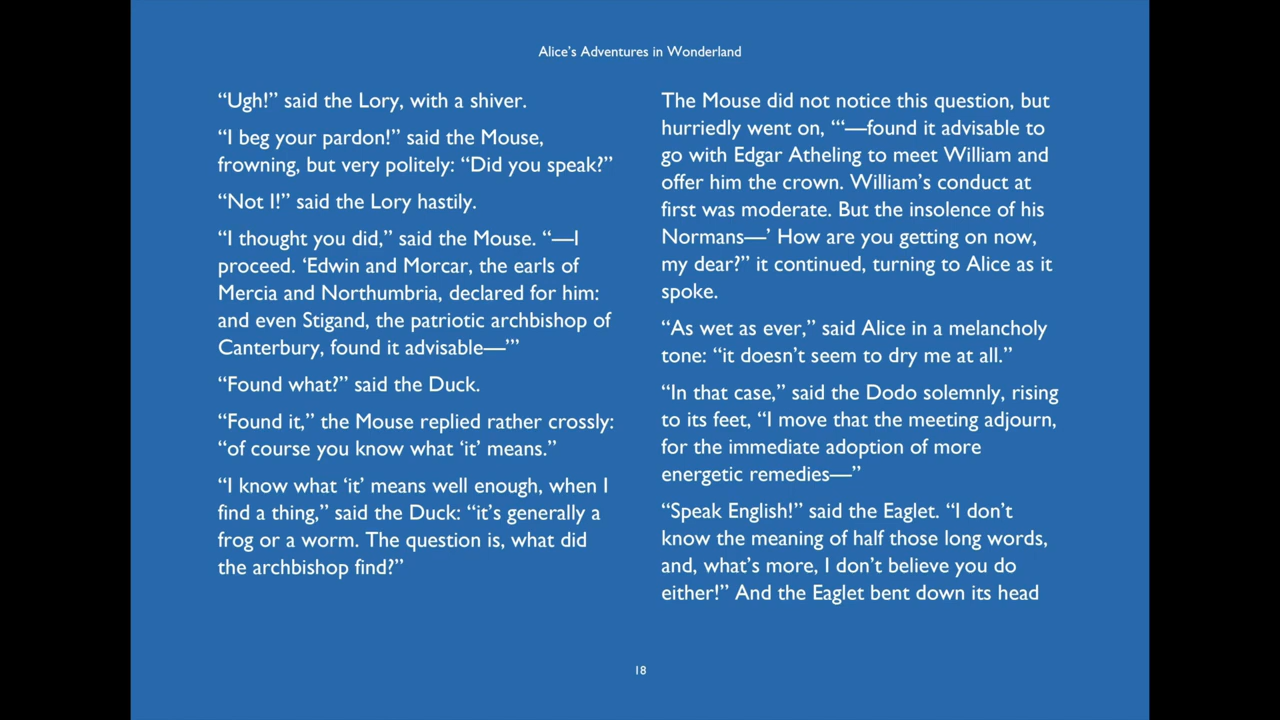 Alice’s Adventures in Wonderland
“Ugh!” said the Lory, with a shiver.
“I beg your pardon!” said the Mouse,
frowning, but very politely: “Did you speak?”
“Not I!” said the Lory hastily.
“I thought you did,” said the Mouse. “—I
proceed. ‘Edwin and Morcar, the earls of
Mercia and Northumbria, declared for him:
and even Stigand, the patriotic archbishop of
Canterbury, found it advisable—’”
“Found what?” said the Duck.
“Found it,” the Mouse replied rather crossly:
“of course you know what ‘it’ means.”
“I know what ‘it’ means well enough, when I
find a thing,” said the Duck: “it’s generally a
frog or a worm. The question is, what did
the archbishop find?”
The Mouse did not notice this question, but
hurriedly went on, “‘—found it advisable to
go with Edgar Atheling to meet William and
offer him the crown. William’s conduct at
first was moderate. But the insolence of his
Normans—’ How are you getting on now,
my dear?” it continued, turning to Alice as it
spoke.
“As wet as ever,” said Alice in a melancholy
tone: “it doesn’t seem to dry me at all.”
“In that case,” said the Dodo solemnly, rising
to its feet, “I move that the meeting adjourn,
for the immediate adoption of more
energetic remedies—”
“Speak English!” said the Eaglet. “I don’t
know the meaning of half those long words,
and, what’s more, I don’t believe you do
either!” And the Eaglet bent down its head
18